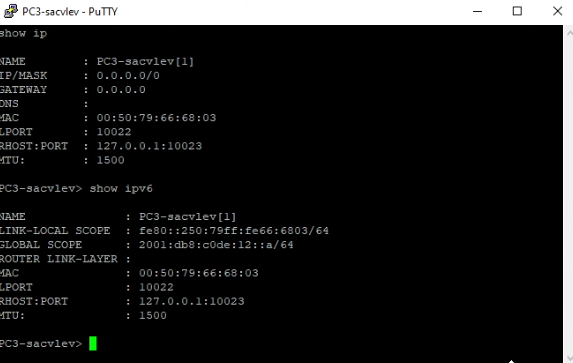 PC3-sacvlev - PuTTY
show ip
NAME : PC3-sacvlev[1]
IP/MASK : 0.0.0.0/0
GATEWAY : 0.0.0.0
DNS :
MAC : 00:50:79:66:68:03
LPORT : 10022
RHOST:PORT : 127.0.0.1:10023
MTU: : 1500
PC3-sacvlev> show ipv6
NAME : PC3-sacvlev[1]
LINK-LOCAL SCOPE : fe80::250:79ff:fe66:6803/64
GLOBAL SCOPE : 2001:db8:c0de:12::a/64
ROUTER LINK-LAYER :
MAC : 00:50:79:66:68:03
LPORT : 10022
RHOST:PORT : 127.0.0.1:10023
MTU: : 1500
PC3-sacvlev>